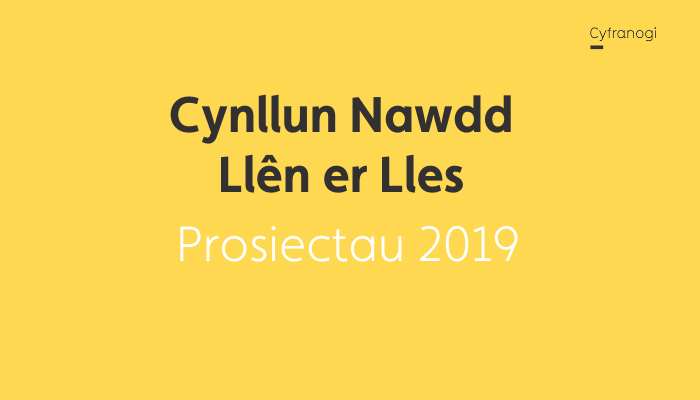 Cyfranogi
Cynllun Nawdd
Llên er Lles
Prosiectau 2019